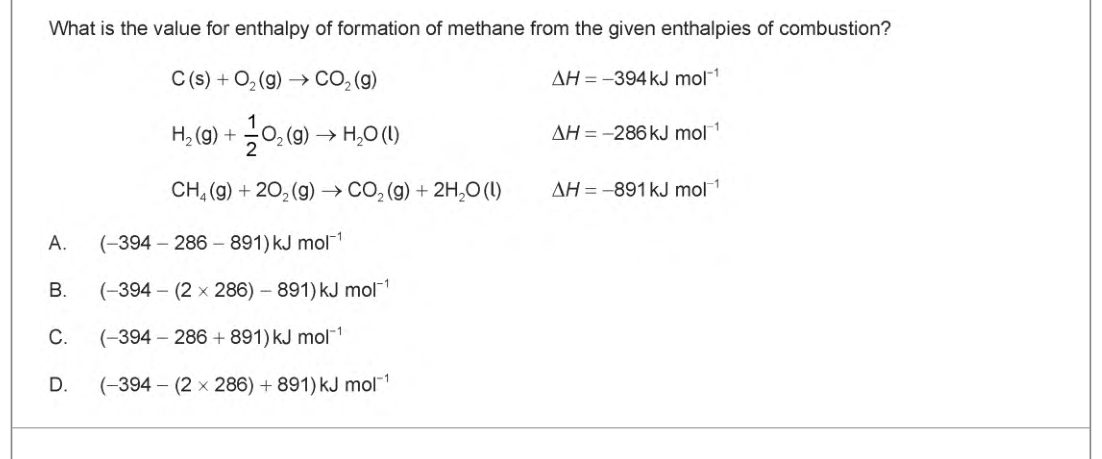 What is the value for enthalpy of formation of methane from the given enthalpies of combustion?
C (s) + O₂ (g) → CO₂ (g) ΔH = –394 kJ mol⁻¹
H₂ (g) + 1/2 O₂ (g) → H₂O (l) ΔH = –286 kJ mol⁻¹
CH₄ (g) + 2O₂ (g) → CO₂ (g) + 2H₂O (l) ΔH = –891 kJ mol⁻¹
A. (–394 – 286 – 891) kJ mol⁻¹
B. (–394 – (2 × 286) – 891) kJ mol⁻¹
C. (–394 – 286 + 891) kJ mol⁻¹
D. (–394 – (2 × 286) + 891) kJ mol⁻¹